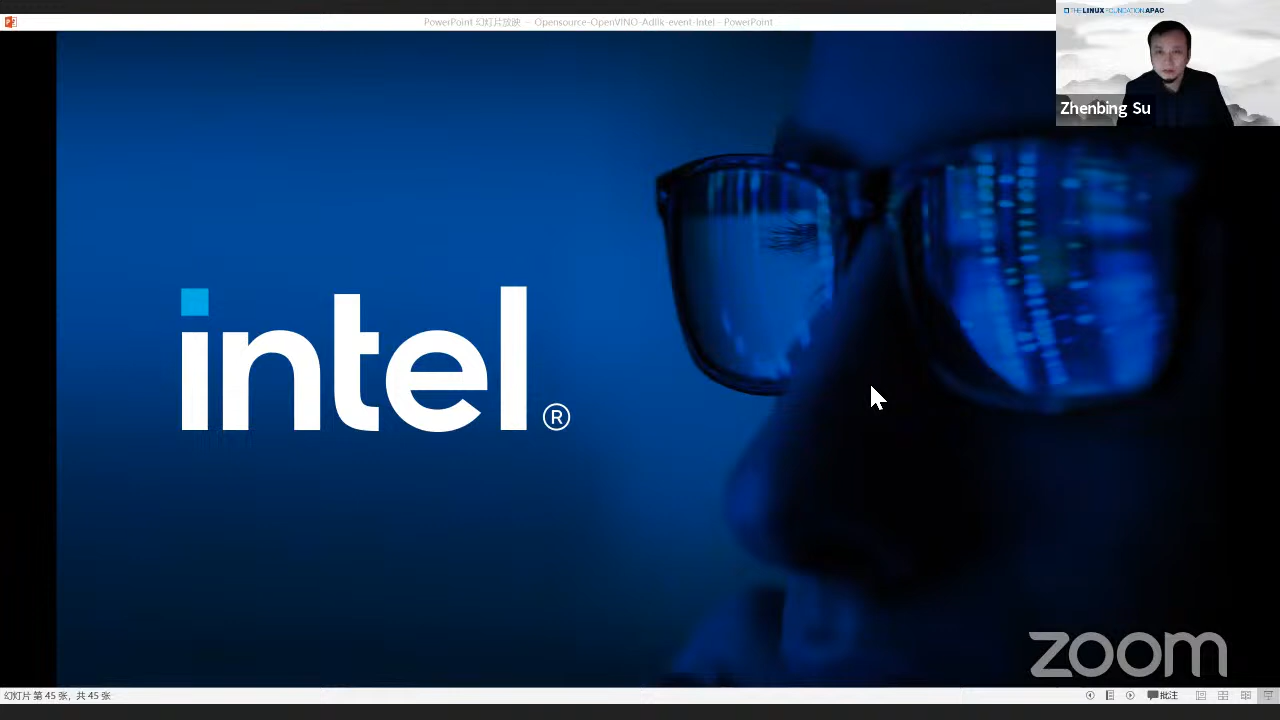 PowerPoint 幻灯片放映 - Opensource-OpenVINO-Adlik-event-Intel - PowerPoint
THE LINUX FOUNDATION APAC
Zhenbing Su
intel
®
zoom
幻灯片 第 45 张，共 45 张
批注